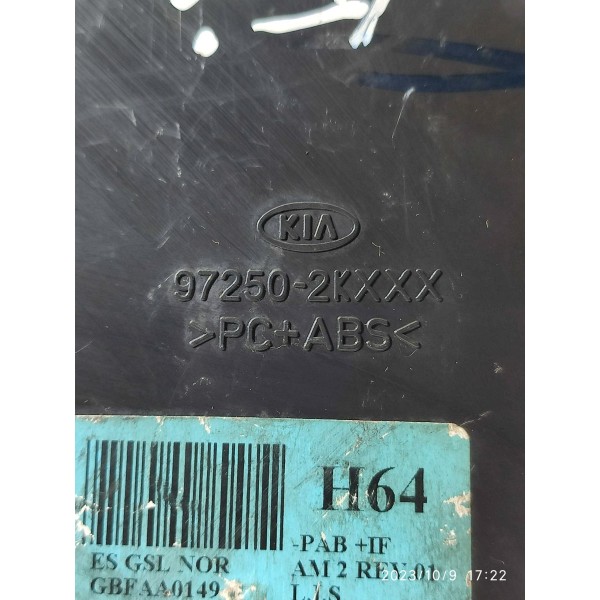 KIA
97250-2KXXX
>PC+ABS<
H64
-PAB +IF
ES GSL NOR
AM 2 REV 01
GBFAA0149
L.I.S
2023/10/9 17:22